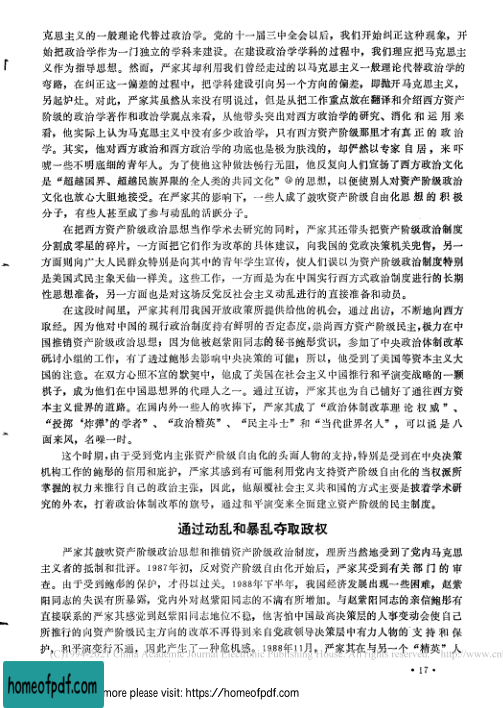 克思主义的一般理论代替过政治学。党的十一届三中全会以后，我们开始纠正这种现象，开
始把政治学作为一门独立的学科来建设。在建设政治学学科的过程中，我们理应把马克思主
义作为指导思想。然而，严家其却利用我们曾经走过的以马克思主义一般理论代替政治学的
弯路，在纠正这一偏差的过程中，把学科建设引向另一个方向的偏差，即抛开马克思主义，
另起炉灶。对此，严家其虽然从来没有明说过，但是从把工作重点放在翻译和介绍西方资产
阶级的政治学著作和政治学观点来看，从他带头突出对西方政治学的研究、消化和运用来
看，他实际上认为马克思主义中没有多少政治学，只有西方资产阶级那里才有真正的政治
学。其实，他对西方政治和西方政治学的功底也是极为肤浅的，却俨然以专家自居，来吓
唬一些不明底细的青年人。为了使他这种做法畅行无阻，他反复向人们宣扬了西方政治文化
是“超越国界、超越民族界限的全人类的共同文化”的思想，以便使别人对资产阶级政治
文化也放心大胆地接受。在严家其的影响下，一些人成了鼓吹资产阶级自由化思想的积极
分子，有些人甚至成了参与动乱的活跃分子。
在把西方资产阶级政治思想当作学术去研究的同时，严家其还带头把资产阶级政治制度
分割成零星的碎片，一方面把它们作为改革的具体建议，向我国的党政决策机关兜售，另一
方面则向广大人民群众特别是向其中的青年学生宣传，使人们误以为资产阶级政治制度特别
是美国式民主象天仙一样美。这些工作，一方面是为在中国实行西方式政治制度进行的长期
性思想准备，另一方面也是对这场反党反社会主义动乱进行的直接准备和动员。
在这段时间里，严家其利用我国开放政策所提供给他的机会，通过出访，不断地向西方
取经。因为他对中国的现行政治制度持有鲜明的否定态度，崇尚西方资产阶级民主，极力在中
国推销资产阶级政治思想；因为他被赵紫阳同志的秘书鲍彤赏识，参加了中央政治体制改革
研讨小组的工作，有了透过鲍彤去影响中央决策的可能；所以，他受到了美国等资本主义大
国的注意。在双方心照不宣的默契中，他成了美国在社会主义中国推行和平演变战略的一颗
棋子，成为他们在中国思想界的代理人之一。通过互访，严家其也为自己铺好了通往西方资
本主义世界的道路。在国内外一些人的吹捧下，严家其成了“政治体制改革理论权威”、
“投掷‘炸弹’的学者”、“政治精英”、“民主斗士”和“当代世界名人”，可以说是八
面来风，名噪一时。
这个时期，由于受到党内主张资产阶级自由化的头面人物的支持，特别是受到在中央决策
机构工作的鲍彤的信用和庇护，严家其感到有可能利用党内支持资产阶级自由化的当权派所
掌握的权力来推行自己的政治主张，因此，他颠覆社会主义共和国的方式主要是披着学术研
究的外衣，打着政治体制改革的旗号，通过和平演变来全面建立资产阶级的民主制度。
通过动乱和暴乱夺取政权
严家其鼓吹资产阶级政治思想和推销资产阶级政治制度，理所当然地受到了党内马克思
主义者的抵制和批评。1987年初，反对资产阶级自由化开始后，严家其受到有关部门的审
查。由于受到鲍彤的保护，才得以过关。1988年下半年，我国经济发展出现一些困难，赵紫
阳同志的失误有所暴露，党内外对赵紫阳同志的不满有所增加。与赵紫阳同志的亲信鲍彤有
直接联系的严家其感觉到赵紫阳同志地位不稳，他害怕中国最高决策层的人事变动会使自己
所推行的向资产阶级民主方向的改革不再得到来自党政领导决策层中有力人物的支持和保
护，和平演变行不通，因此产生了一种危机感。1988年11月，严家其在与另一个“精英”人
(C)1994-2021 China Academic Journal Electronic Publishing House. All rights reserved. http://www.cn
·17·
homeofpdf.com
more please visit: https://homeofpdf.com